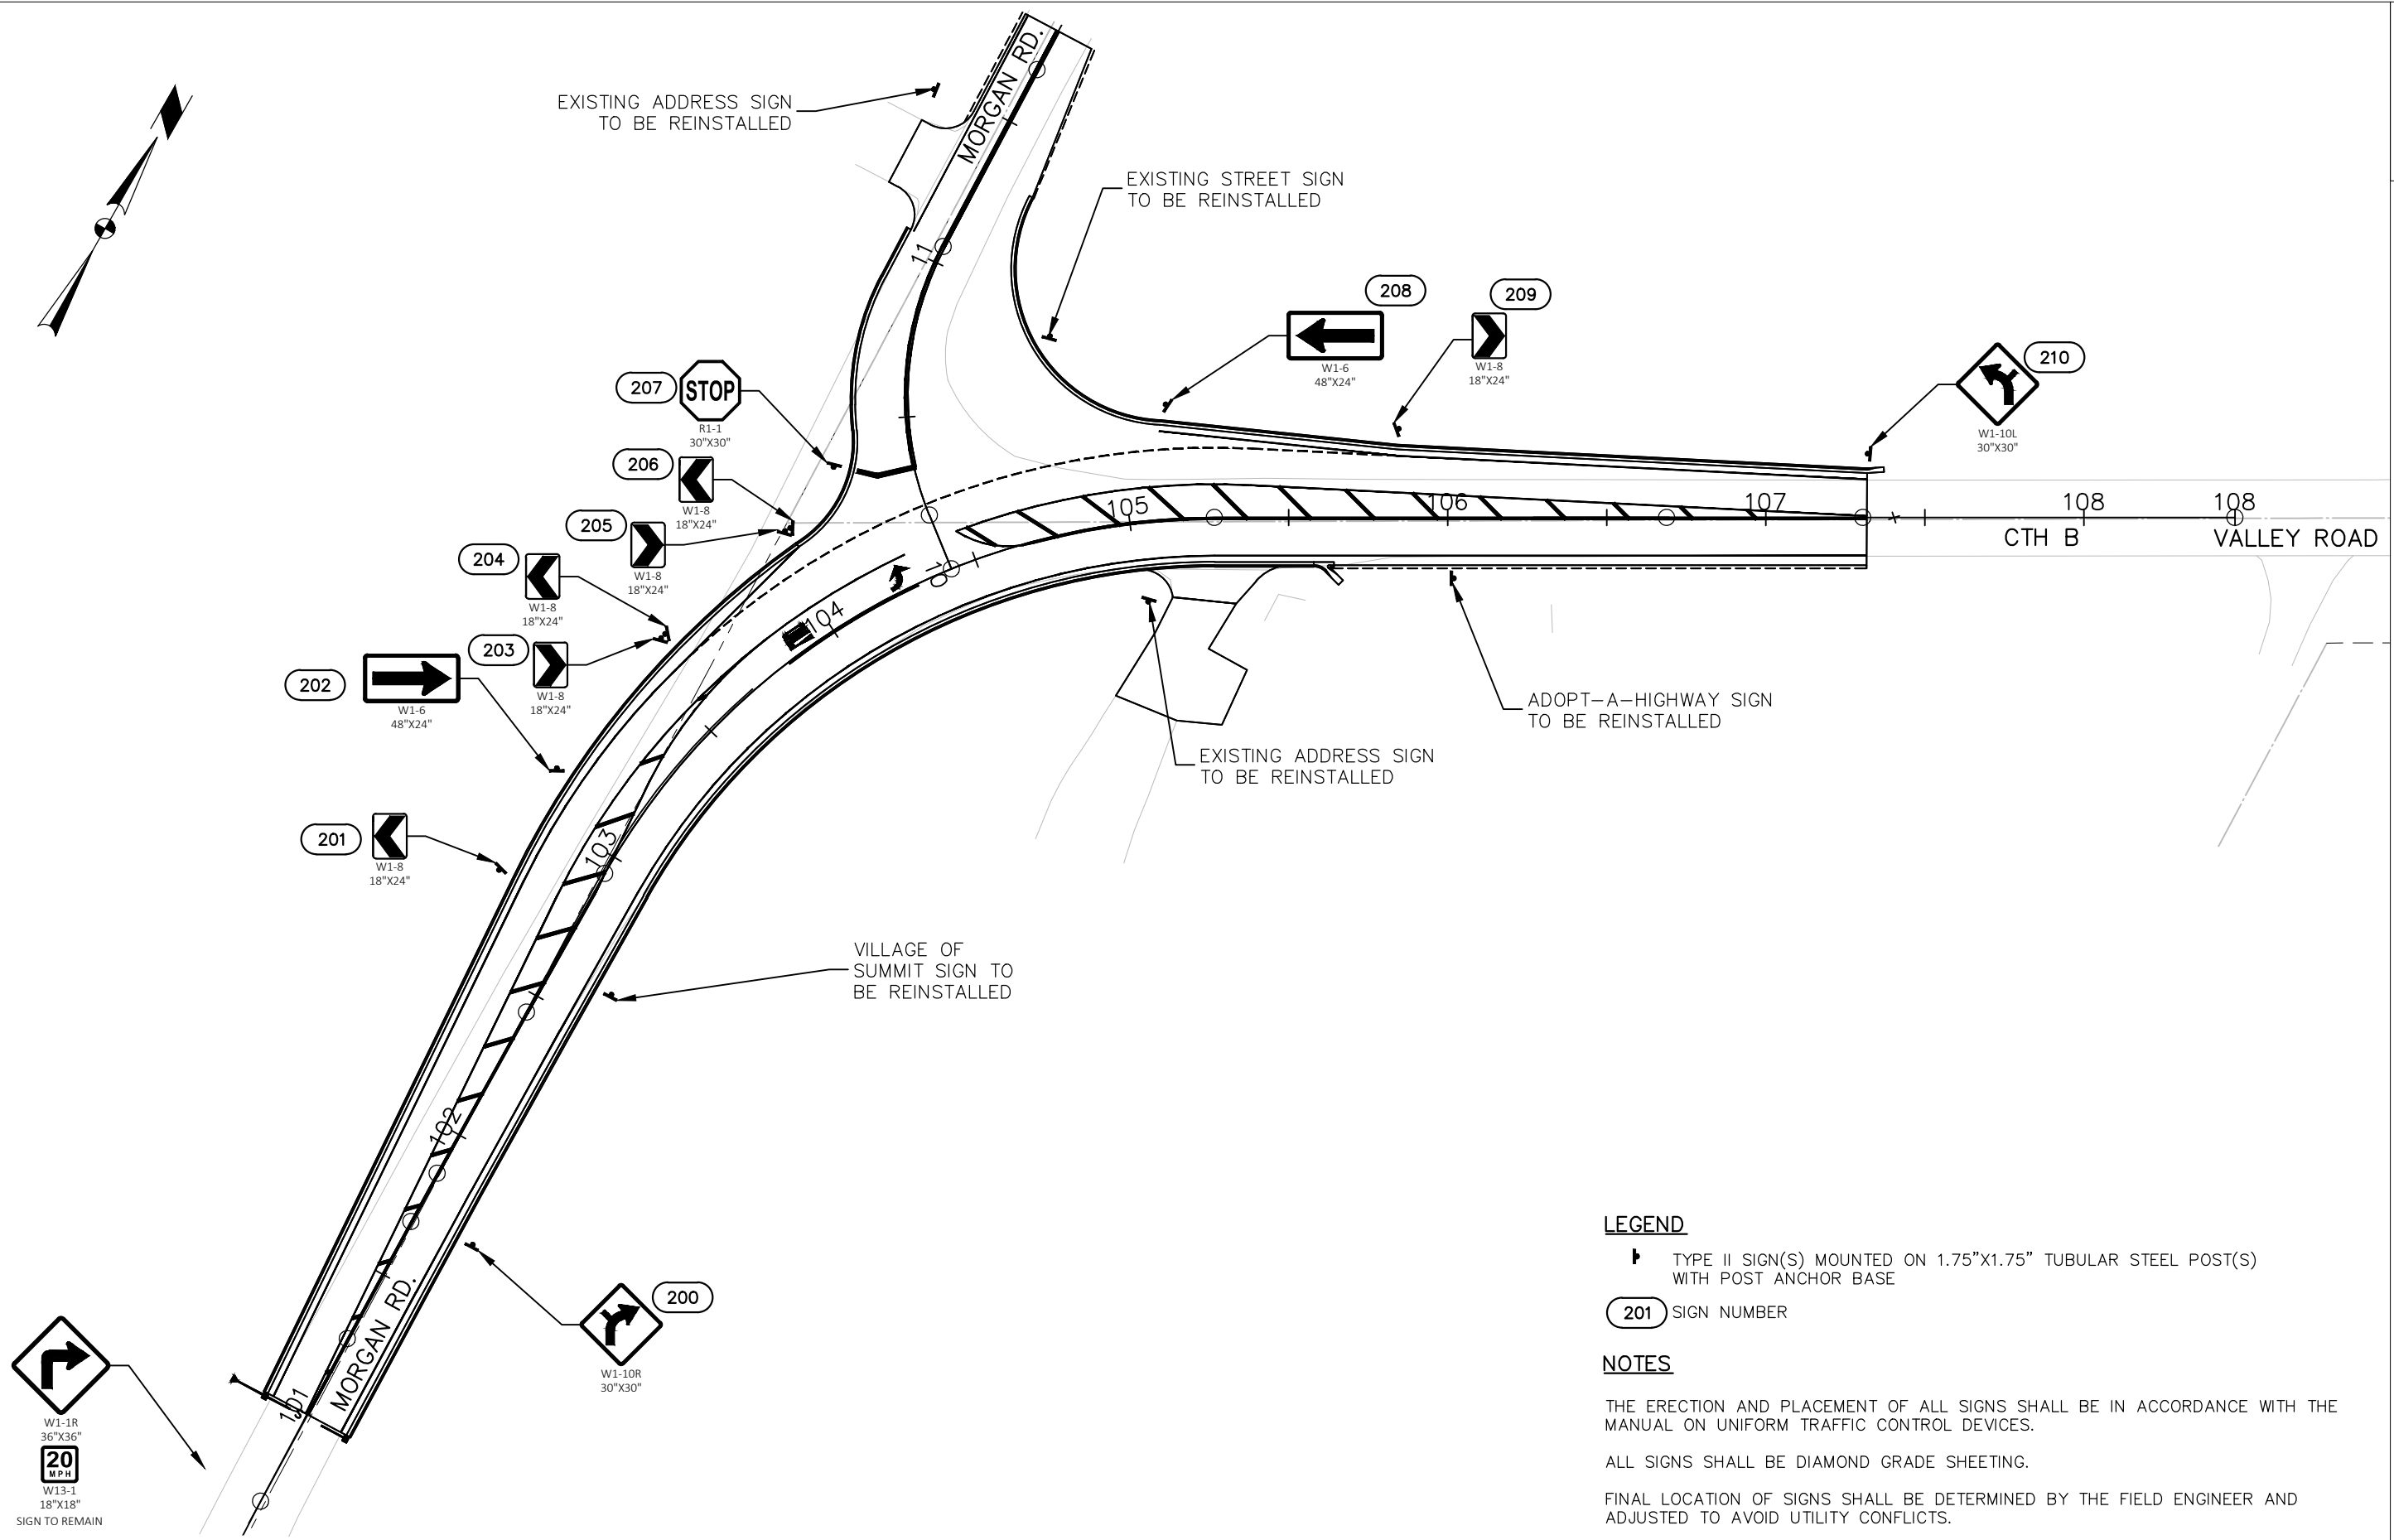 MORGAN RD.
EXISTING ADDRESS SIGN
TO BE REINSTALLED
EXISTING STREET SIGN
TO BE REINSTALLED
11
208
W1-6
48"X24"
209
W1-8
18"X24"
210
W1-10L
30"X30"
207
STOP
R1-1
30"X30"
206
W1-8
18"X24"
205
W1-8
18"X24"
204
W1-8
18"X24"
203
W1-8
18"X24"
202
W1-6
48"X24"
201
W1-8
18"X24"
105
106
107
108
108
CTH B
VALLEY ROAD
10
104
103
102
101
ADOPT-A-HIGHWAY SIGN
TO BE REINSTALLED
EXISTING ADDRESS SIGN
TO BE REINSTALLED
VILLAGE OF
SUMMIT SIGN TO
BE REINSTALLED
MORGAN RD.
200
W1-10R
30"X30"
W1-1R
36"X36"
20
MPH
W13-1
18"X18"
SIGN TO REMAIN
LEGEND
TYPE II SIGN(S) MOUNTED ON 1.75”X1.75” TUBULAR STEEL POST(S)
WITH POST ANCHOR BASE
201 SIGN NUMBER
NOTES
THE ERECTION AND PLACEMENT OF ALL SIGNS SHALL BE IN ACCORDANCE WITH THE
MANUAL ON UNIFORM TRAFFIC CONTROL DEVICES.
ALL SIGNS SHALL BE DIAMOND GRADE SHEETING.
FINAL LOCATION OF SIGNS SHALL BE DETERMINED BY THE FIELD ENGINEER AND
ADJUSTED TO AVOID UTILITY CONFLICTS.